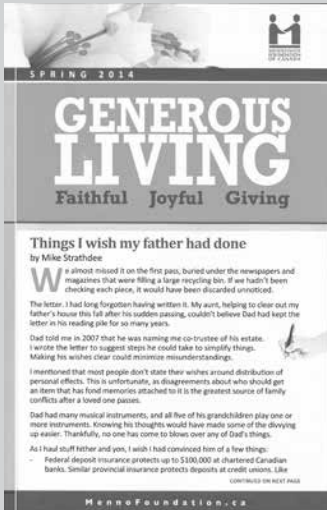 MENNONITE
FOUNDATION
OF CANADA
SPRING 2014
GENEROUS
LIVING
Faithful Joyful Giving
Things I wish my father had done
by Mike Strathdee
We almost missed it on the first pass, buried under the newspapers and
magazines that were filling a large recycling bin. If we hadn't been
checking each piece, it would have been discarded unnoticed.
The letter. I had long forgotten having written it. My aunt, helping to clear out my
father's house this fall after his sudden passing, couldn't believe Dad had kept the
letter in his reading pile for so many years.
Dad told me in 2007 that he was naming me co-trustee of his estate.
I wrote the letter to suggest steps he could take to simplify things.
Making his wishes clear could minimize misunderstandings.
I mentioned that most people don't state their wishes around distribution of
personal effects. This is unfortunate, as disagreements about who should get
an item that has fond memories attached to it is the greatest source of family
conflicts after a loved one passes.
Dad had many musical instruments, and all five of his grandchildren play one or
more instruments. Knowing his thoughts would have made some of the divvying
up easier. Thankfully, no one has come to blows over any of Dad's things.
As I haul stuff hither and yon, I wish I had convinced him of a few things:
- Federal deposit insurance protects up to $100,000 at chartered Canadian
banks. Similar provincial insurance protects deposits at credit unions. Like
CONTINUED ON NEXT PAGE
MennoFoundation.ca